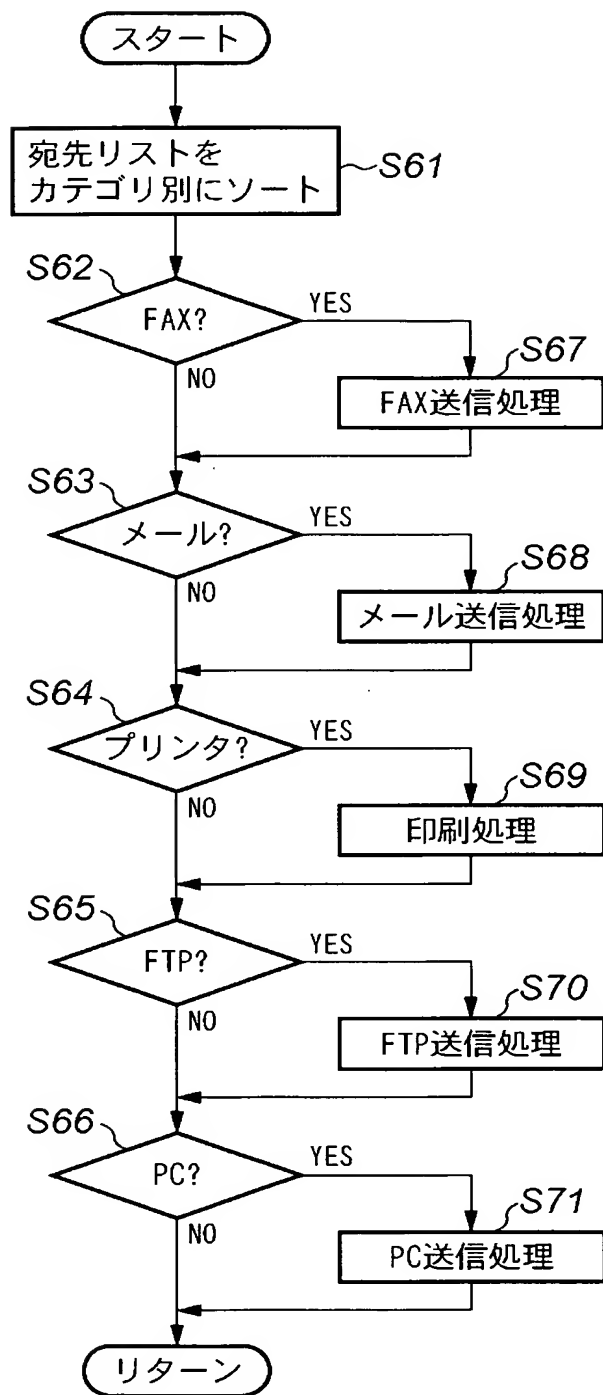 スタート
宛先リストを
カテゴリ別にソート
S61
S62
FAX?
YES
NO
S67
FAX送信処理
S63
メール?
YES
NO
S68
メール送信処理
S64
プリンタ?
YES
NO
S69
印刷処理
S65
FTP?
YES
NO
S70
FTP送信処理
S66
PC?
YES
NO
S71
PC送信処理
リターン